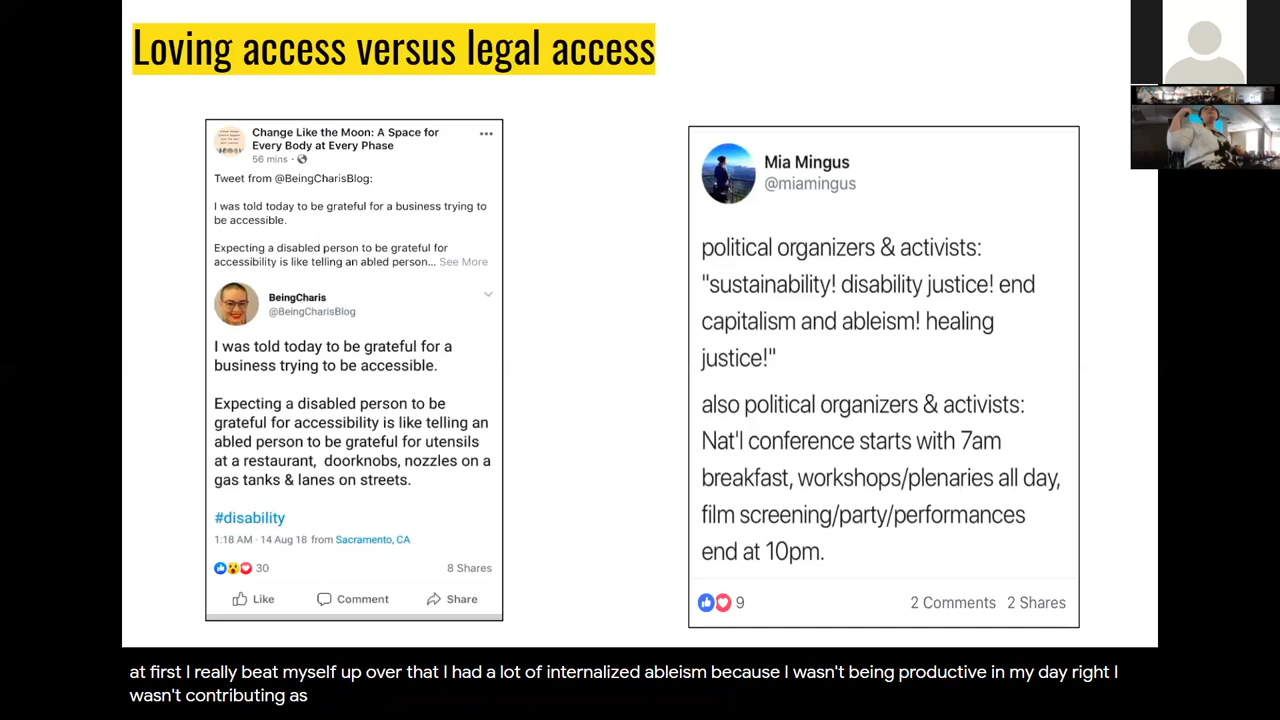 Loving access versus legal access
Change Like the Moon: A Space for
Every Body at Every Phase
56 mins ·
Tweet from @BeingCharisBlog:
I was told today to be grateful for a business trying to
be accessible.
Expecting a disabled person to be grateful for
accessibility is like telling an abled person... See More
BeingCharis
@BeingCharisBlog
I was told today to be grateful for a
business trying to be accessible.
Expecting a disabled person to be
grateful for accessibility is like telling an
abled person to be grateful for utensils
at a restaurant, doorknobs, nozzles on a
gas tanks & lanes on streets.
#disability
1:18 AM · 14 Aug 18 from Sacramento, CA
30 8 Shares
Like Comment Share
Mia Mingus
@miamingus
political organizers & activists:
"sustainability! disability justice! end
capitalism and ableism! healing
justice!"
also political organizers & activists:
Nat'l conference starts with 7am
breakfast, workshops/plenaries all day,
film screening/party/performances
end at 10pm.
9 2 Comments 2 Shares
at first I really beat myself up over that I had a lot of internalized ableism because I wasn't being productive in my day right I
wasn't contributing as